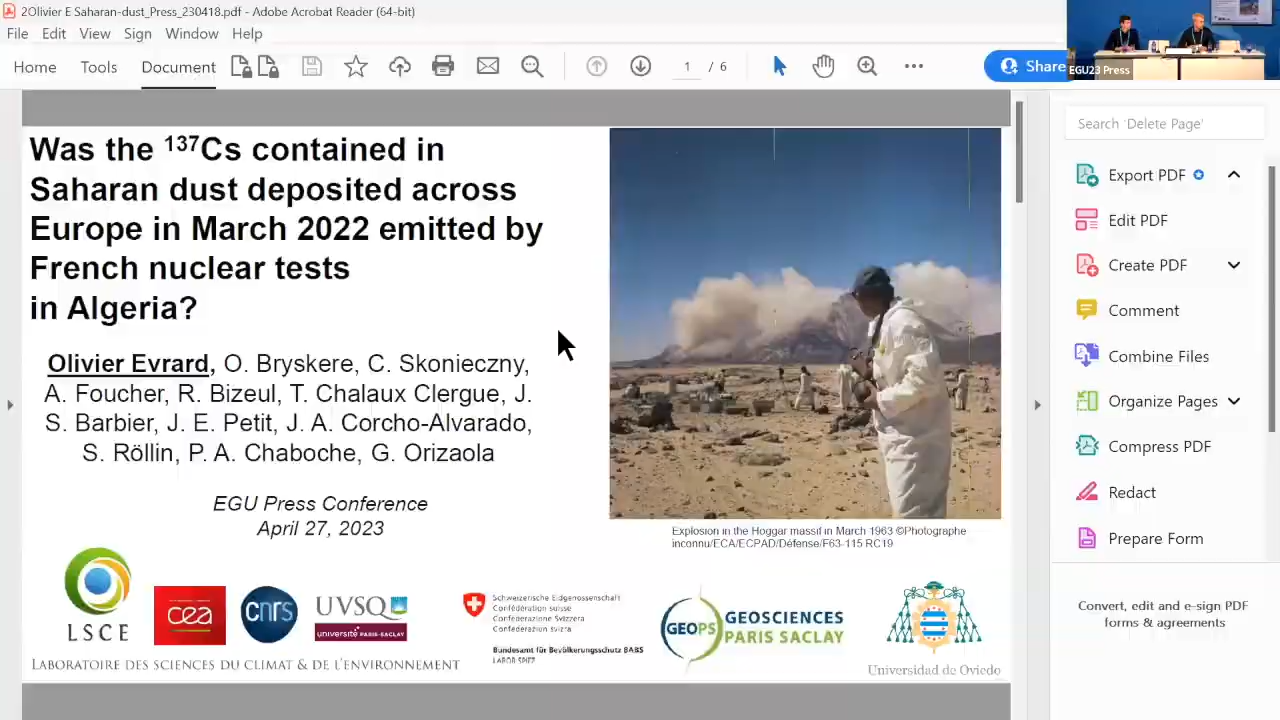 2Olivier E Saharan-dust_Press_230418.pdf - Adobe Acrobat Reader (64-bit)
File Edit View Sign Window Help
Home Tools Document 1 / 6 Share
EGU23 Press
Was the ¹³⁷Cs contained in
Saharan dust deposited across
Europe in March 2022 emitted by
French nuclear tests
in Algeria?
Olivier Evrard, O. Bryskere, C. Skonieczny,
A. Foucher, R. Bizeul, T. Chalaux Clergue, J.
S. Barbier, J. E. Petit, J. A. Corcho-Alvarado,
S. Röllin, P. A. Chaboche, G. Orizaola
EGU Press Conference
April 27, 2023
Explosion in the Hoggar massif in March 1963 ©Photographe
inconnu/ECA/ECPAD/Défense/F63-115 RC19
LSCE
cea
cnrs
UVSQ
université PARIS-SACLAY
LABORATOIRE DES SCIENCES DU CLIMAT & DE L'ENVIRONNEMENT
Schweizerische Eidgenossenschaft
Confédération suisse
Confederazione Svizzera
Confederaziun svizra
Bundesamt für Bevölkerungsschutz BABS
LABOR SPIEZ
GEOPS
GEOSCIENCES
PARIS SACLAY
Universidad de Oviedo
Search 'Delete Page'
Export PDF
Edit PDF
Create PDF
Comment
Combine Files
Organize Pages
Compress PDF
Redact
Prepare Form
Convert, edit and e-sign PDF
forms & agreements